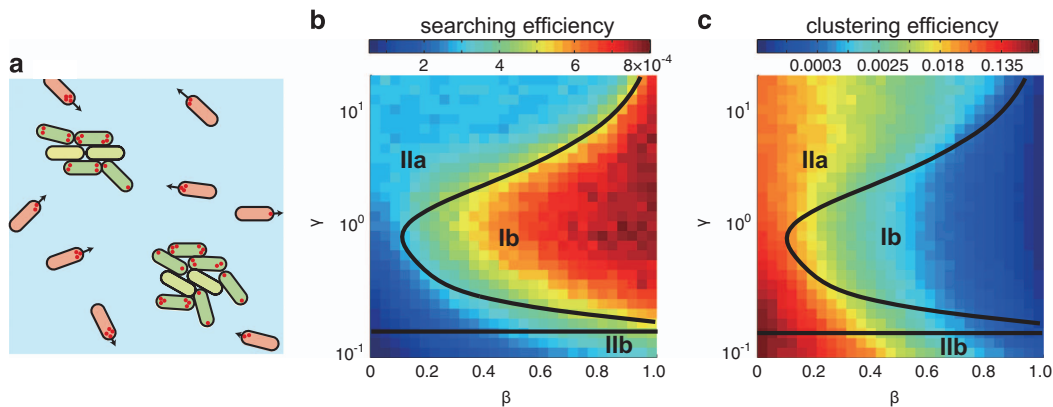 a
b
searching efficiency
2 4 6 8×10⁻⁴
γ
10¹
10⁰
10⁻¹
IIa
Ib
IIb
0 0.2 0.4 0.6 0.8 1.0
β
c
clustering efficiency
0.0003 0.0025 0.018 0.135
γ
10¹
10⁰
10⁻¹
IIa
Ib
IIb
0 0.2 0.4 0.6 0.8 1.0
β